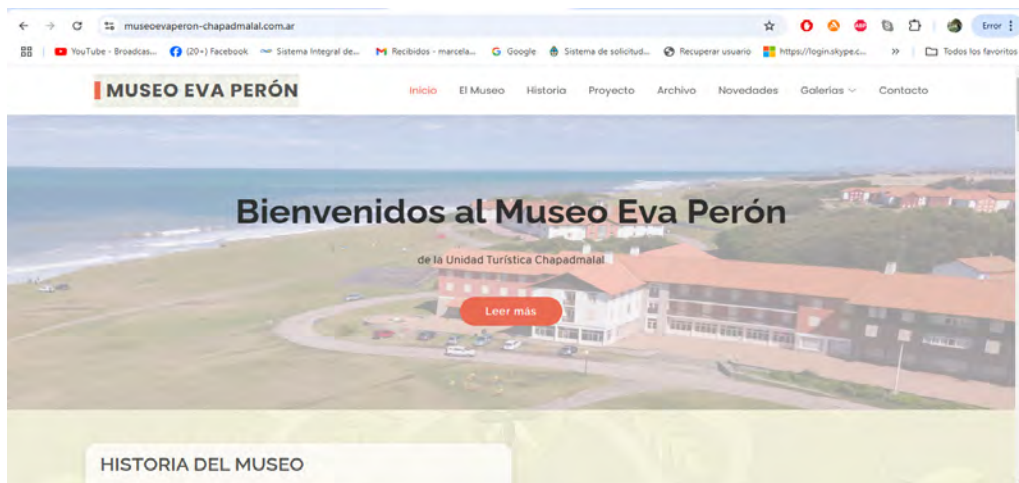 museoevaperon-chapadmalal.com.ar
Error
YouTube - Broadcas... (20+) Facebook Sistema Integral de... Recibidos - marcela... Google Sistema de solicitud... Recuperar usuario https://login.skype.c... » Todos los favoritos
MUSEO EVA PERÓN Inicio El Museo Historia Proyecto Archivo Novedades Galerias Contacto
Bienvenidos al Museo Eva Perón
de la Unidad Turística Chapadmalal
Leer más
HISTORIA DEL MUSEO